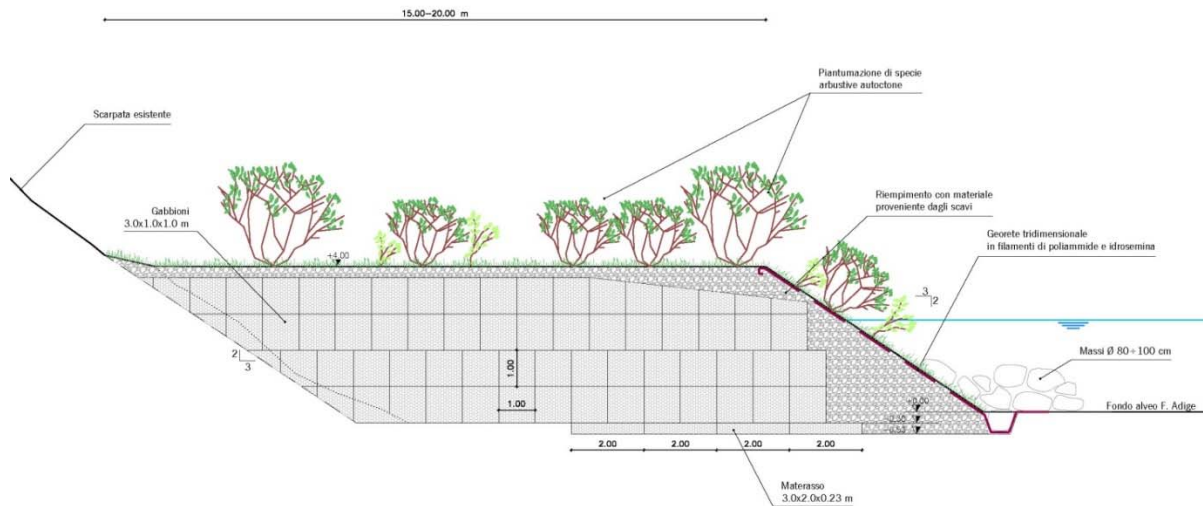 15.00–20.00 m
Piantumazione di specie
arbustive autoctone
Scarpata esistente
Riempimento con materiale
proveniente dagli scavi
Gabbioni
3.0x1.0x1.0 m
Georete tridimensionale
in filamenti di poliammide e idrosemina
+4.00
3
2
2
3
Massi Ø 80÷100 cm
1.00
1.00
+0.00
Fondo alveo F. Adige
-0.30
2.00
2.00
2.00
2.00
Materasso
3.0x2.0x0.23 m